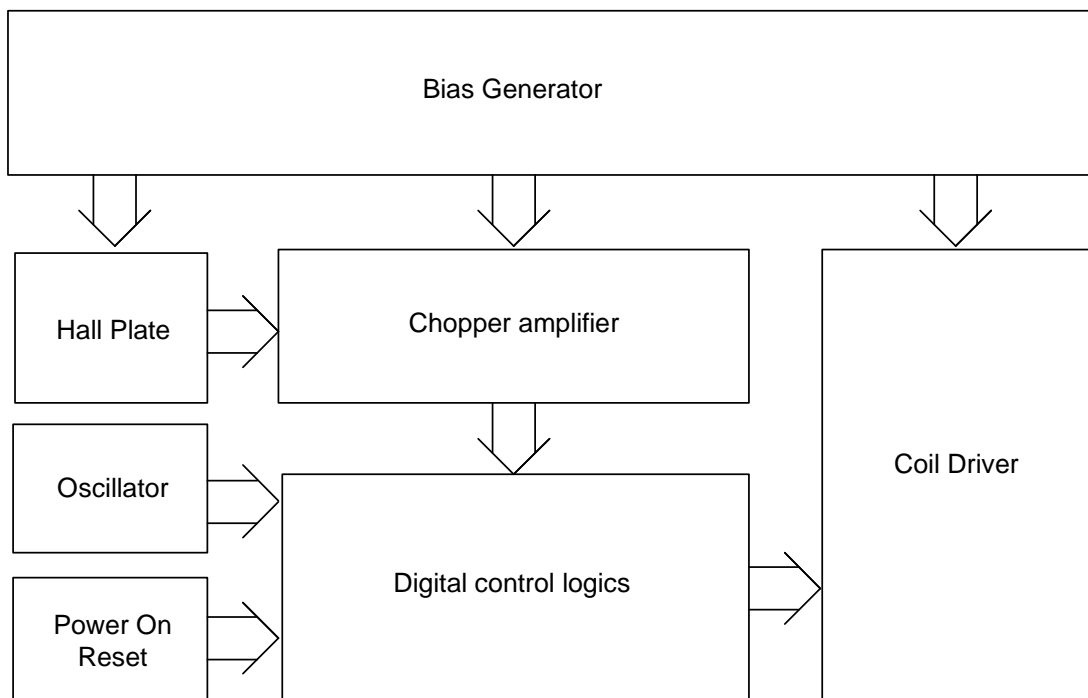 Bias Generator
Hall Plate
Chopper amplifier
Oscillator
Coil Driver
Digital control logics
Power On
Reset